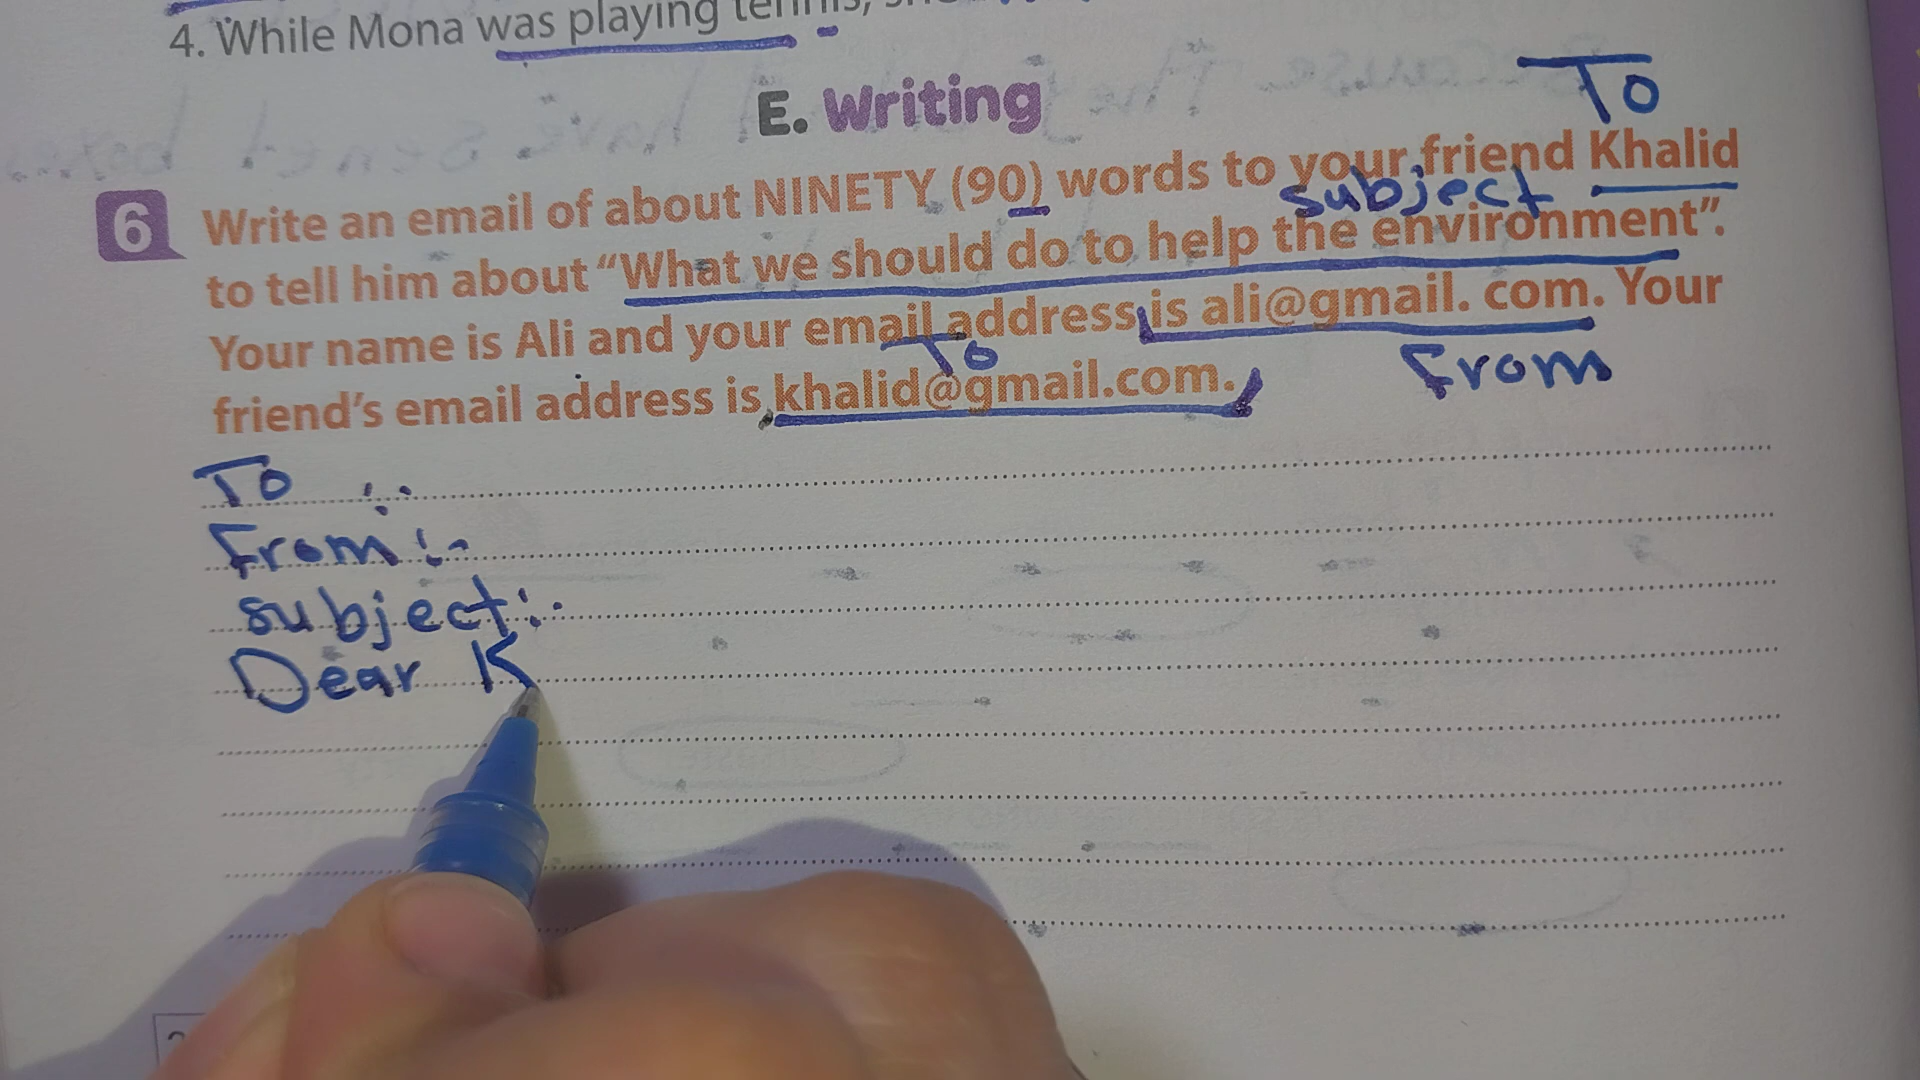 4. While Mona was playing tennis,
E. Writing
To
6 Write an email of about NINETY (90) words to your friend Khalid
subject
to tell him about “What we should do to help the environment”.
Your name is Ali and your email address is ali@gmail. com. Your
To
From
friend’s email address is khalid@gmail.com.
To :-
From :-
subject :-
Dear K